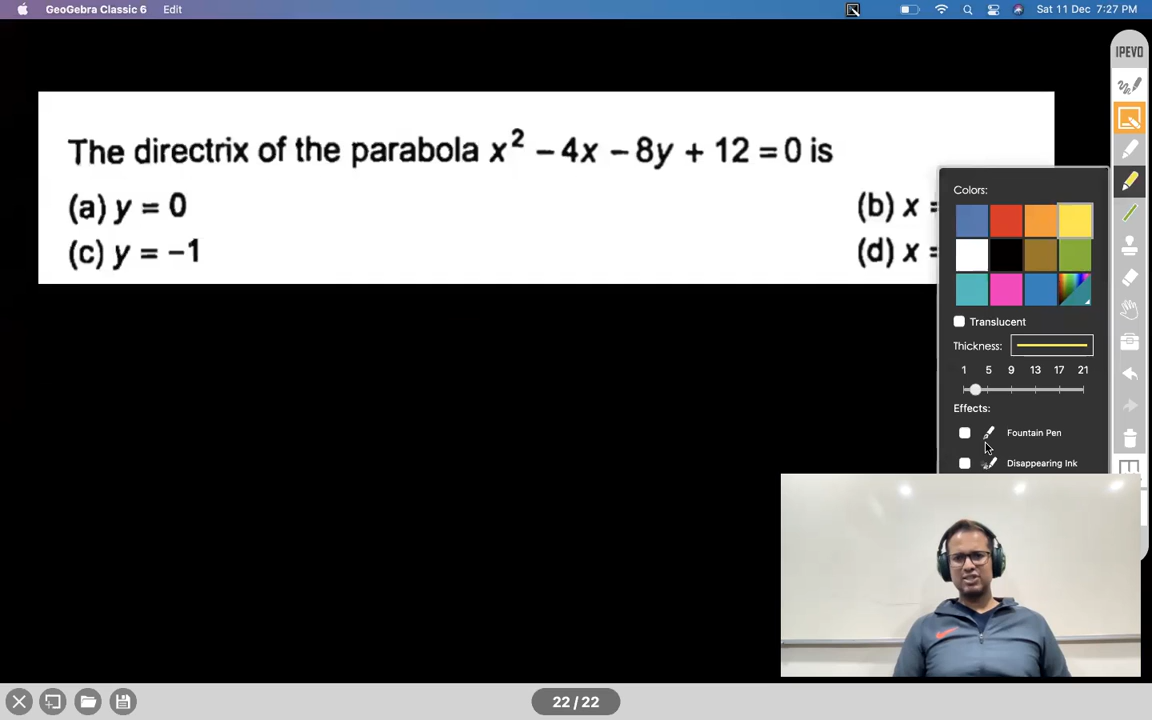 GeoGebra Classic 6 Edit Sat 11 Dec 7:27 PM
IPEVO
The directrix of the parabola x² – 4x – 8y + 12 = 0 is
(a) y = 0 (b) x =
(c) y = –1 (d) x =
Colors:
Translucent
Thickness:
1 5 9 13 17 21
Effects:
Fountain Pen
Disappearing Ink
22 / 22